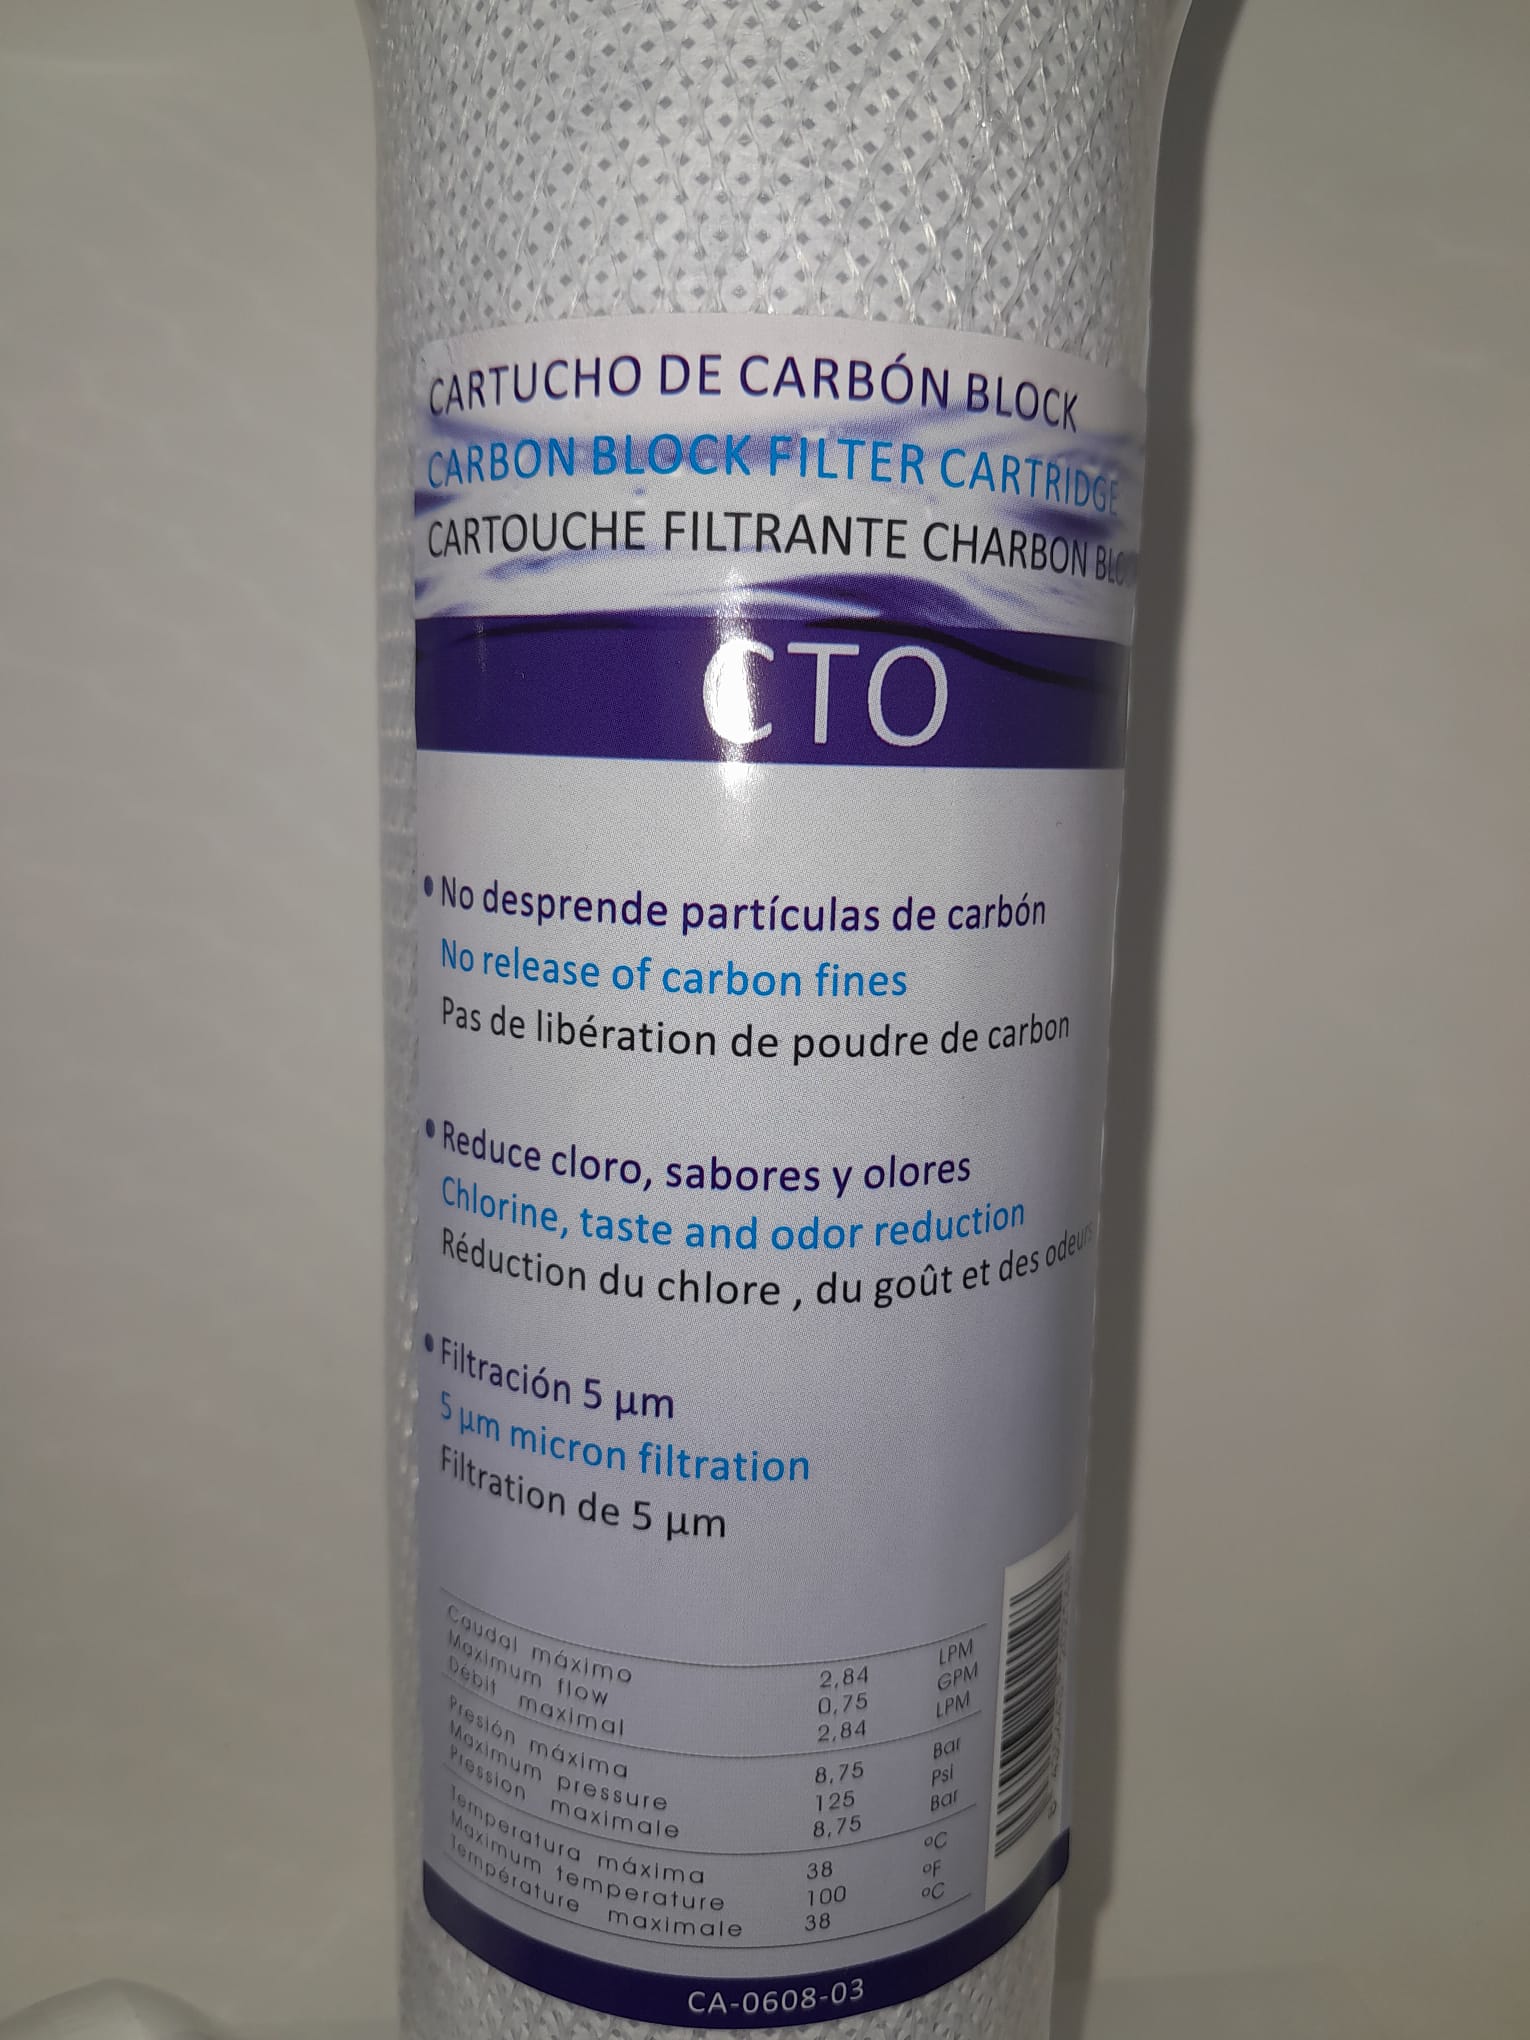 CARTUCHO DE CARBÓN BLOCK
CARBON BLOCK FILTER CARTRIDGE
CARTOUCHE FILTRANTE CHARBON
CTO
• No desprende partículas de carbón
No release of carbon fines
Pas de libération de poudre de carbon
• Reduce cloro, sabores y olores
Chlorine, taste and odor reduction
Réduction du chlore , du goût et des odeurs
• Filtración 5 µm
5 µm micron filtration
Filtration de 5 µm
Caudal máximo 2,84 LPM
Maximum flow 0,75 GPM
Débit maximal 2,84 LPM
Presión máxima 8,75 Bar
Maximum pressure 125 Psi
Pression maximale 8,75 Bar
Temperatura máxima 38 ºC
Maximum temperature 100 ºF
Température maximale 38 ºC
CA-0608-03